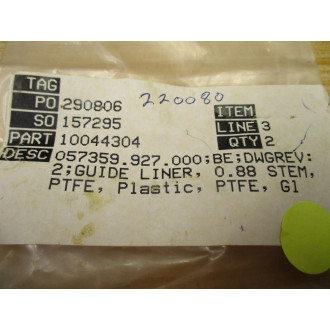 TAG
PO 290806 220080
SO 157295 ITEM
LINE 3
PART 10044304 QTY 2
DESC 057359.927.000;BE;DWGREV:
2;GUIDE LINER, 0.88 STEM,
PTFE, Plastic, PTFE, Gl